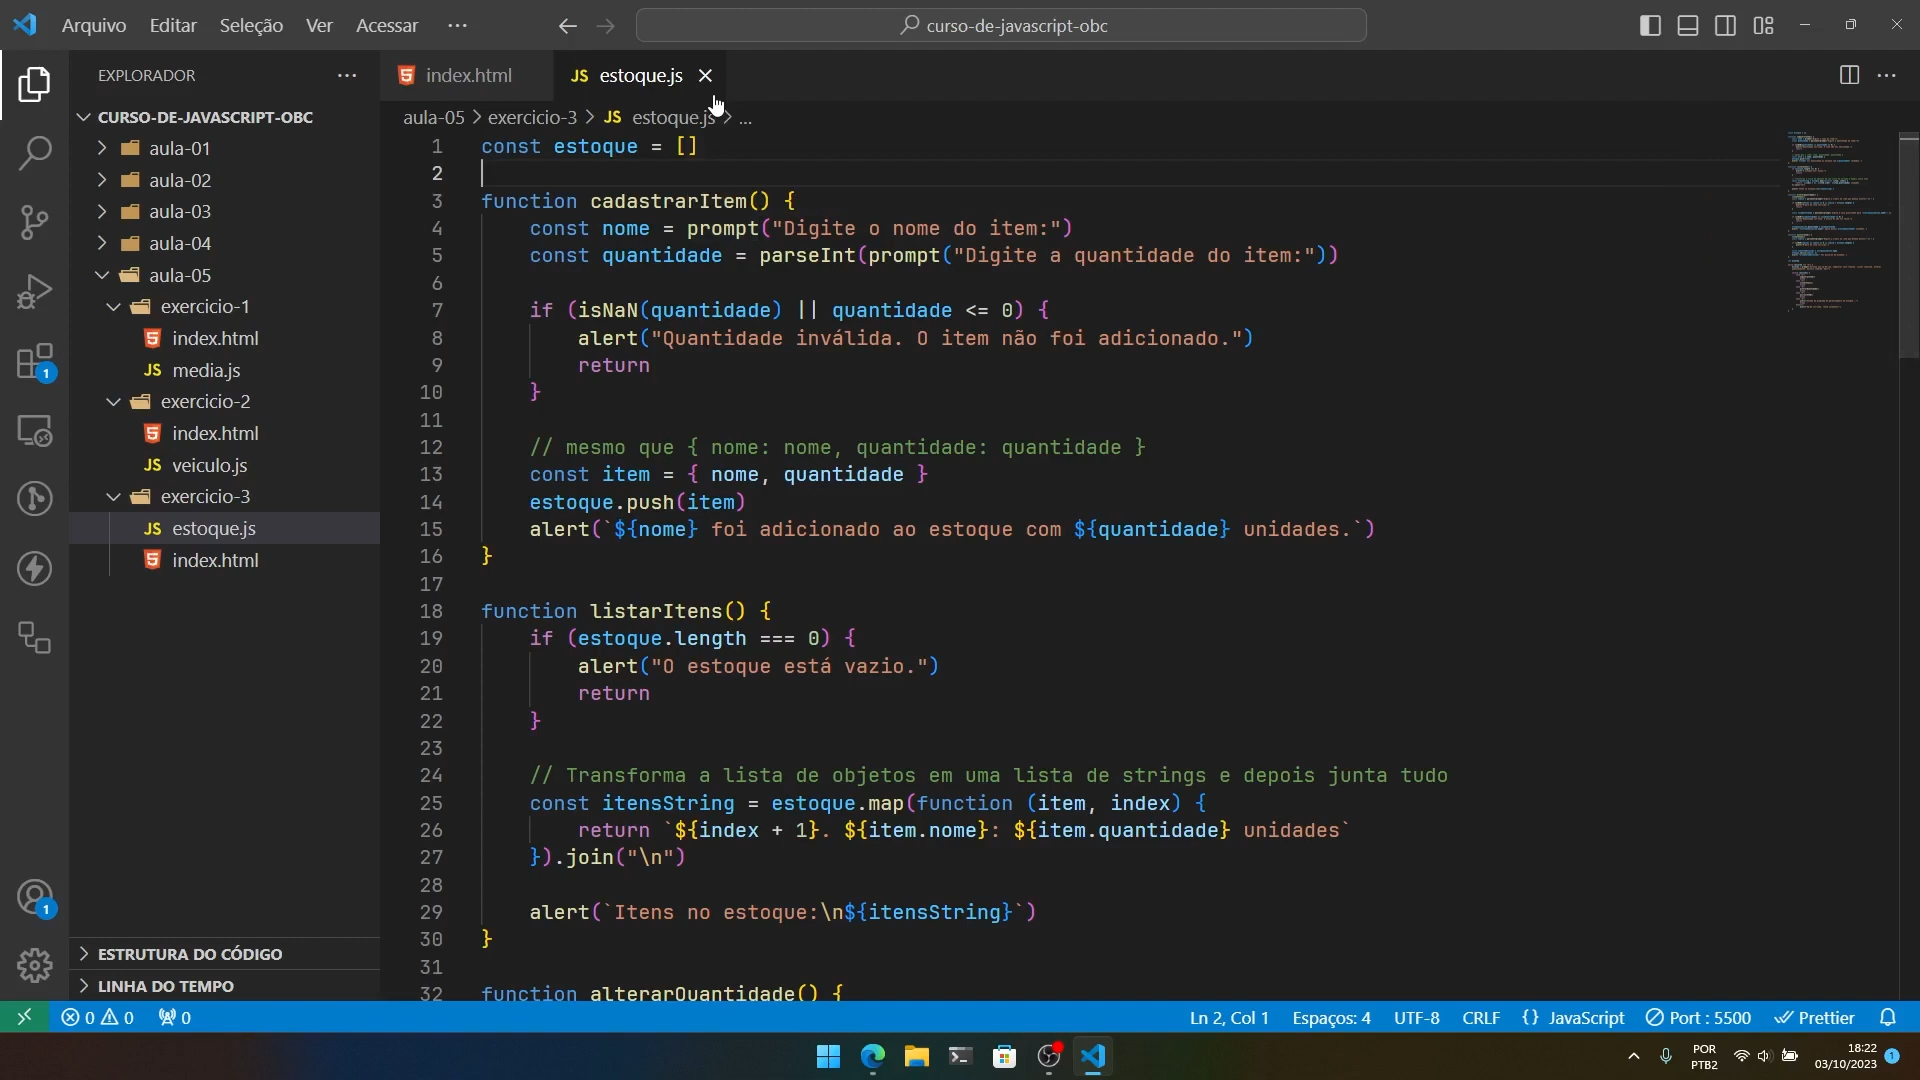 Arquivo Editar Seleção Ver Acessar ···
curso-de-javascript-obc
EXPLORADOR ···
CURSO-DE-JAVASCRIPT-OBC
aula-01
aula-02
aula-03
aula-04
aula-05
exercicio-1
index.html
JS media.js
exercicio-2
index.html
JS veiculo.js
exercicio-3
JS estoque.js
index.html
ESTRUTURA DO CÓDIGO
LINHA DO TEMPO
1
1
index.html JS estoque.js
aula-05 > exercicio-3 > JS estoque.js > ...
1 const estoque = []
2
3 function cadastrarItem() {
4 const nome = prompt("Digite o nome do item:")
5 const quantidade = parseInt(prompt("Digite a quantidade do item:"))
6
7 if (isNaN(quantidade) || quantidade <= 0) {
8 alert("Quantidade inválida. O item não foi adicionado.")
9 return
10 }
11
12 // mesmo que { nome: nome, quantidade: quantidade }
13 const item = { nome, quantidade }
14 estoque.push(item)
15 alert(`${nome} foi adicionado ao estoque com ${quantidade} unidades.`)
16 }
17
18 function listarItens() {
19 if (estoque.length === 0) {
20 alert("O estoque está vazio.")
21 return
22 }
23
24 // Transforma a lista de objetos em uma lista de strings e depois junta tudo
25 const itensString = estoque.map(function (item, index) {
26 return `${index + 1}. ${item.nome}: ${item.quantidade} unidades`
27 }).join("\n")
28
29 alert(`Itens no estoque:\n${itensString}`)
30 }
31
32 function alterarQuantidade() {
0 0 0 Ln 2, Col 1 Espaços: 4 UTF-8 CRLF {} JavaScript Port : 5500 Prettier
POR 18:22
PTB2 03/10/2023 1